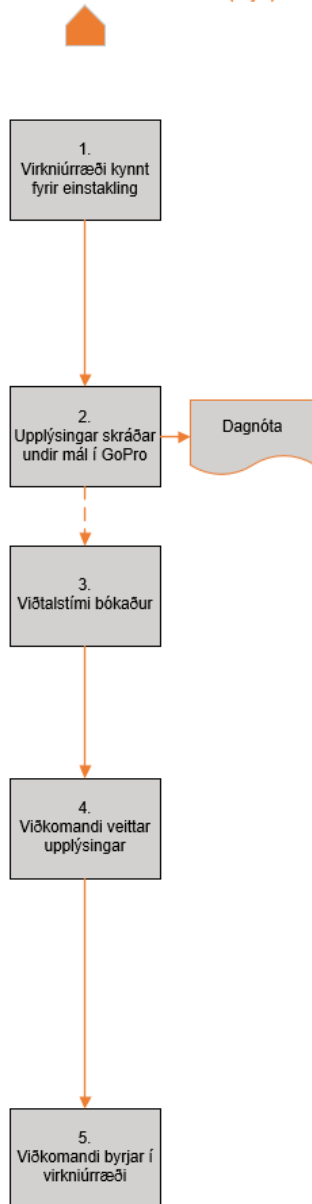 1.
Virkniúrræði kynnt
fyrir einstakling
2.
Upplýsingar skráðar
undir mál í GoPro
Dagnóta
3.
Viðtalstími bókaður
4.
Viðkomandi veittar
upplýsingar
5.
Viðkomandi byrjar í
virkniúrræði